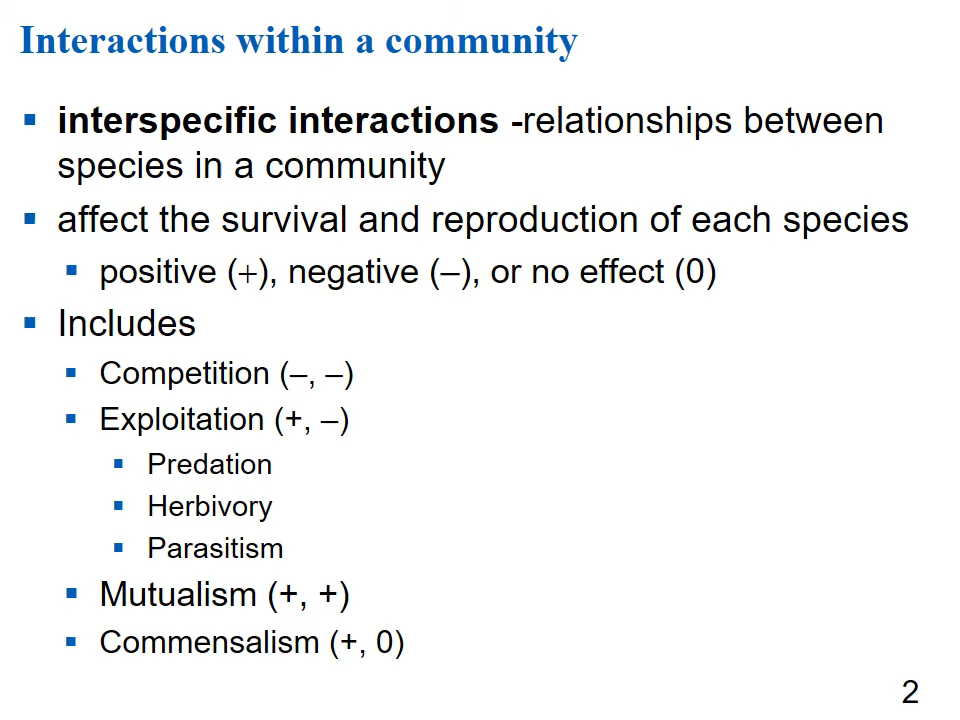 Interactions within a community
▪ interspecific interactions -relationships between
species in a community
▪ affect the survival and reproduction of each species
▪ positive (+), negative (–), or no effect (0)
▪ Includes
▪ Competition (–, –)
▪ Exploitation (+, –)
▪ Predation
▪ Herbivory
▪ Parasitism
▪ Mutualism (+, +)
▪ Commensalism (+, 0)
2